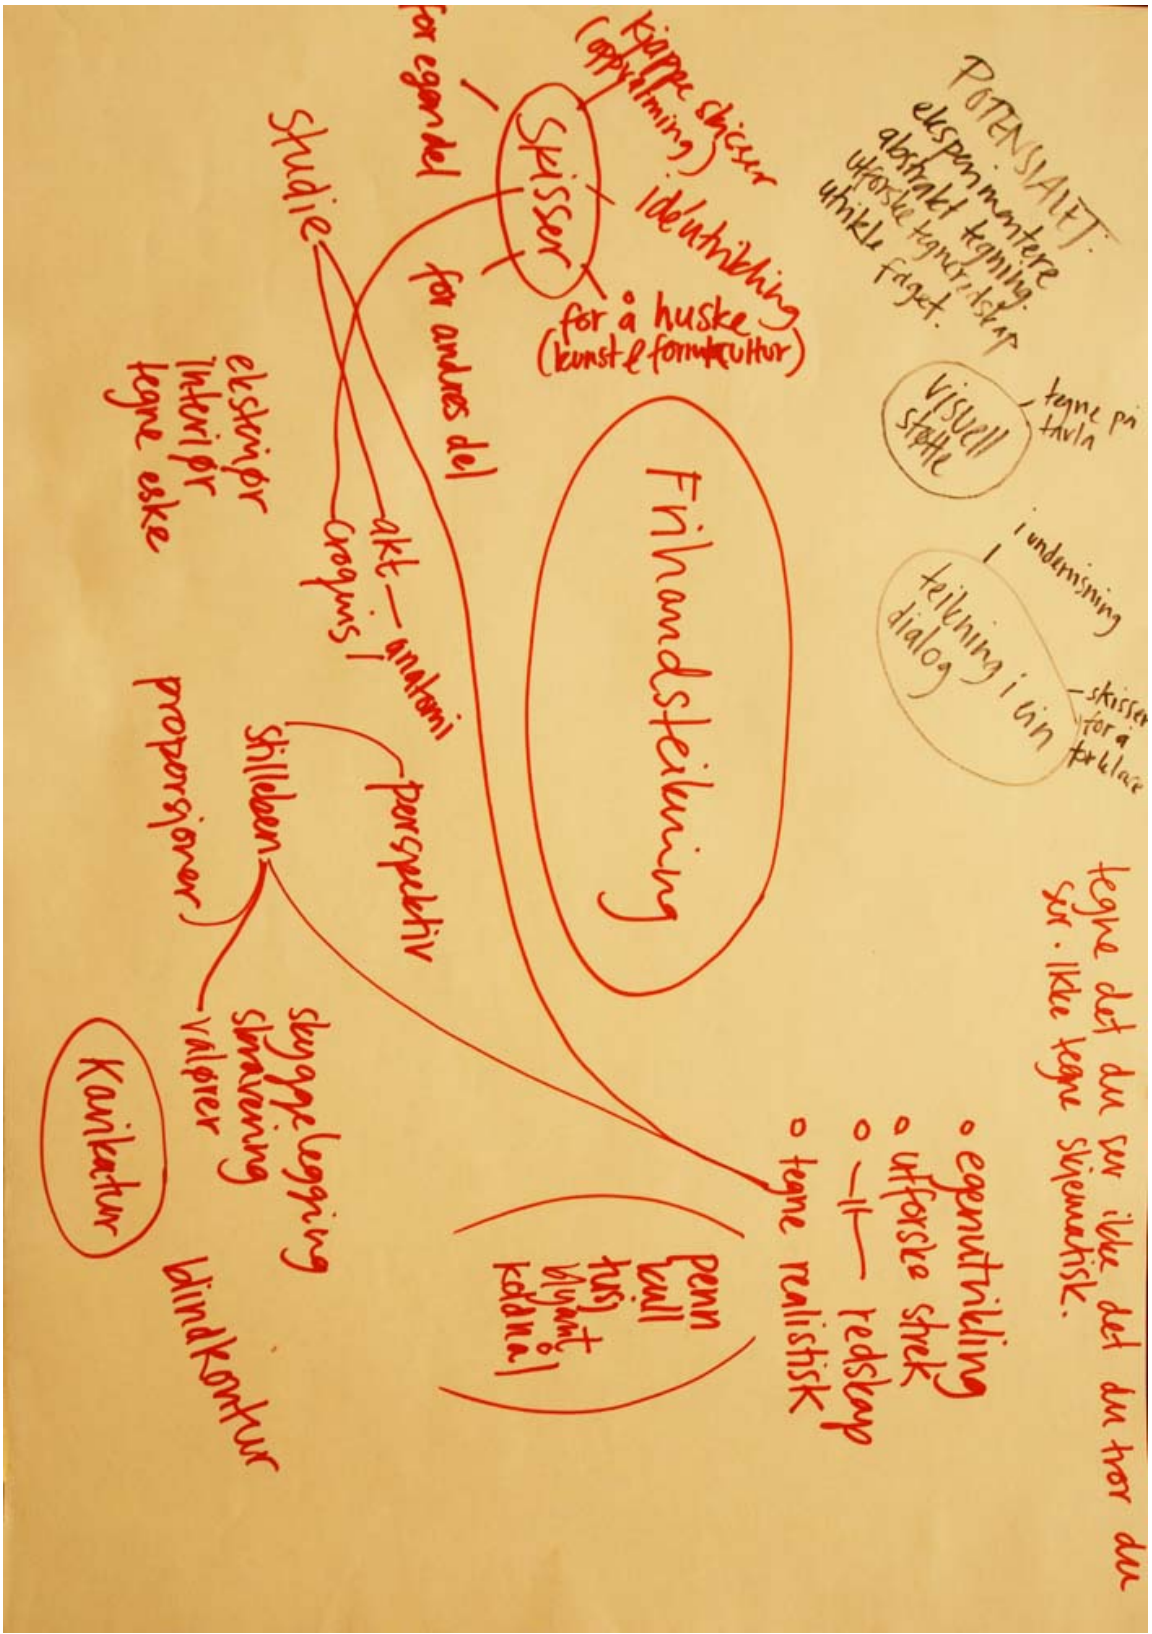 POTENSIALET:
eksperimentere
abstrakt tegning
utforske tegneredskap
utvikle faget.
visuell
støtte
tegne på
tavla
i undervisning
teikning i ein
dialog
skisser
for å
forklare
tegne det du ser ikke det du tror du
ser. Ikke tegne skjematisk.
kjappe skisser
(oppvarming)
idéutvikling
for å huske
(kunst & formkultur)
Skisser
for egen del
for andres del
Frihandsteikning
• egenutvikling
• utforske strek
• —||— redskap
• tegne realistisk
penn
kull
tusj
blyant
koldnål
studie
akt — anatomi
croquis
eksteriør
interiør
tegne eske
perspektiv
stilleben
proporsjoner
skyggelegging
skravering
valører
Karikatur
blindkontur